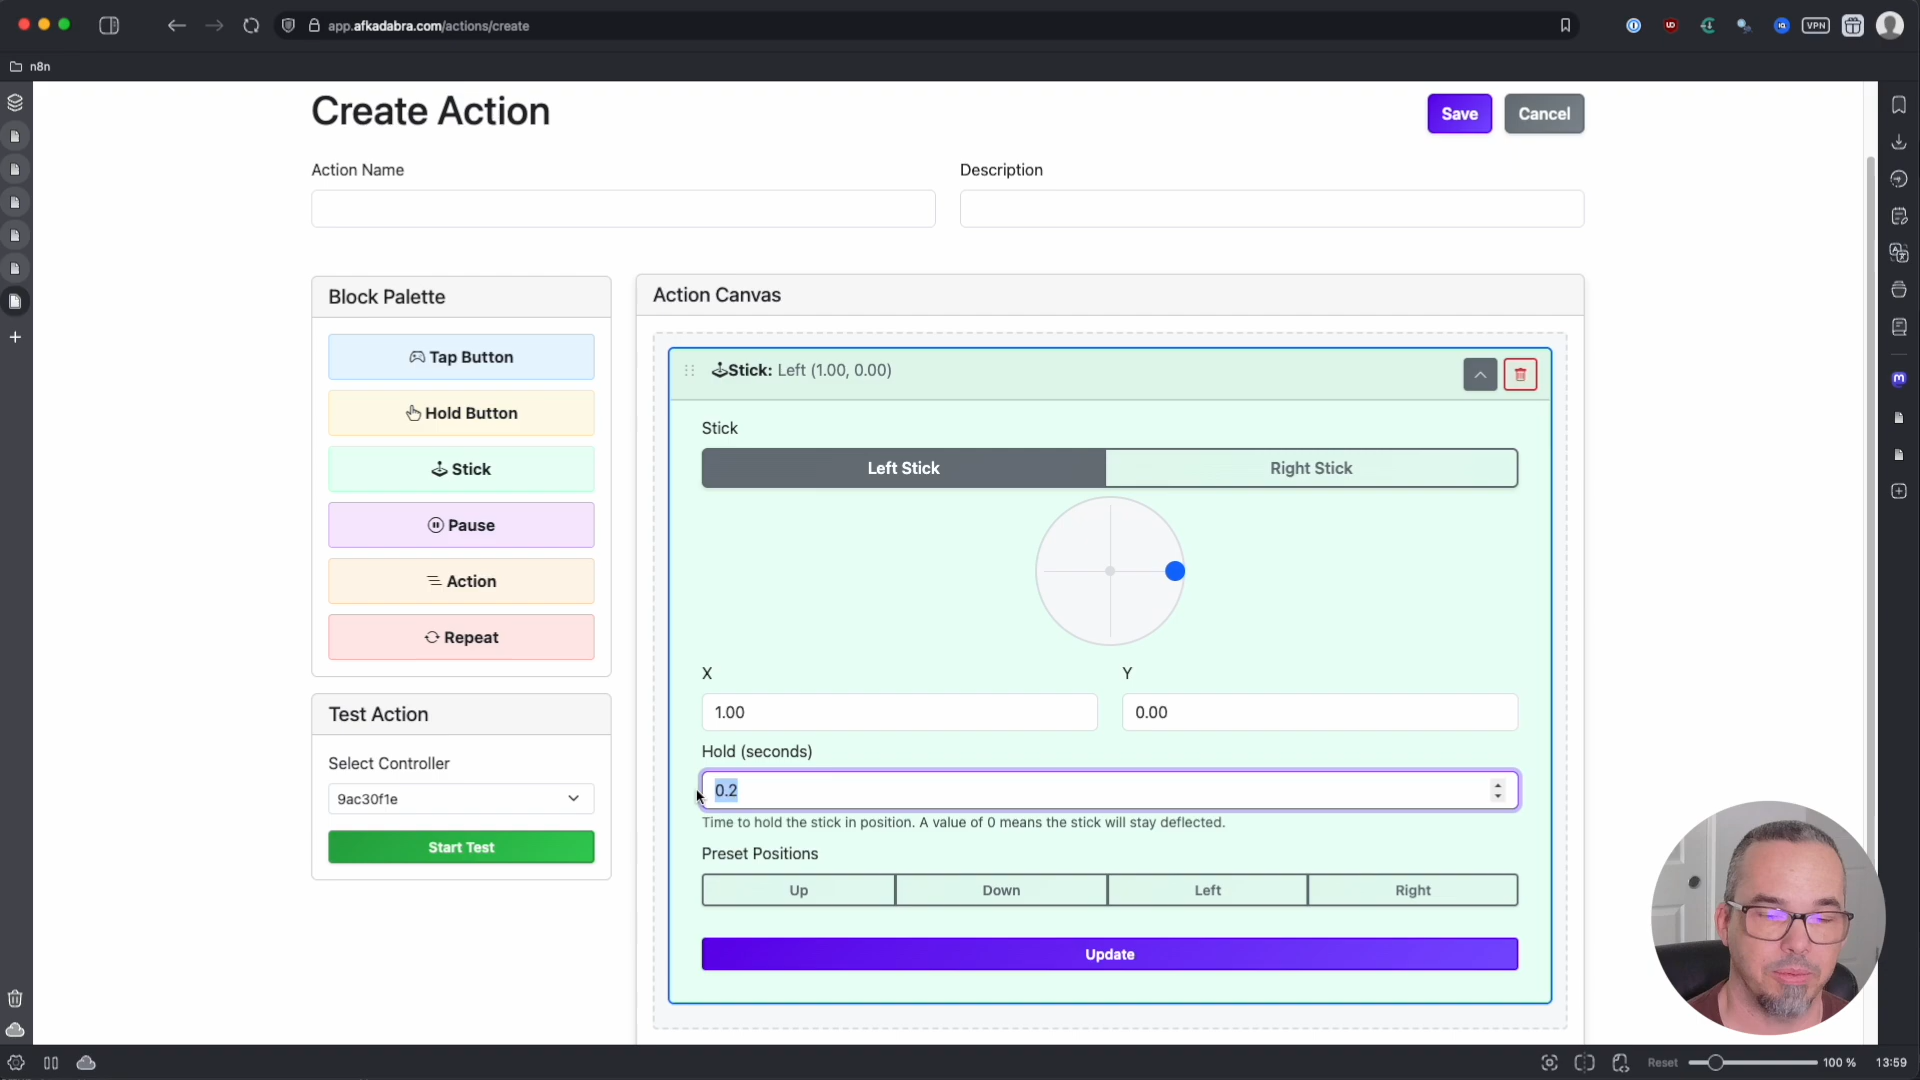 app.afkadabra.com/actions/create
VPN
n8n
Create Action
Save
Cancel
Action Name
Description
Block Palette
Tap Button
Hold Button
Stick
Pause
Action
Repeat
Test Action
Select Controller
9ac30f1e
Start Test
Action Canvas
Stick: Left (1.00, 0.00)
Stick
Left Stick
Right Stick
X
Y
1.00
0.00
Hold (seconds)
0.2
Time to hold the stick in position. A value of 0 means the stick will stay deflected.
Preset Positions
Up
Down
Left
Right
Update
Reset
100 %
13:59